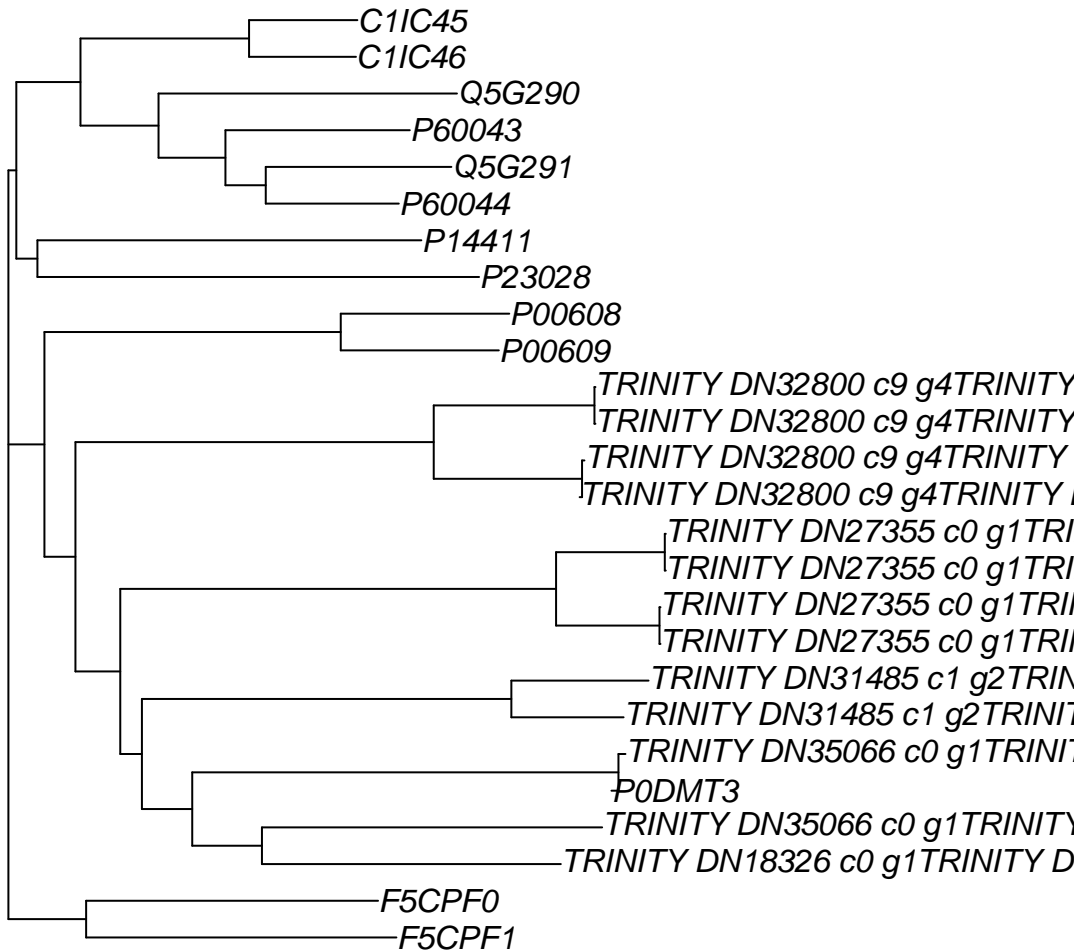 C1IC45
C1IC46
Q5G290
P60043
Q5G291
P60044
P14411
P23028
P00608
P00609
TRINITY DN32800 c9 g4TRINITY
TRINITY DN32800 c9 g4TRINITY
TRINITY DN32800 c9 g4TRINITY
TRINITY DN32800 c9 g4TRINITY
TRINITY DN27355 c0 g1TRI
TRINITY DN27355 c0 g1TRI
TRINITY DN27355 c0 g1TRI
TRINITY DN27355 c0 g1TRI
TRINITY DN31485 c1 g2TRIN
TRINITY DN31485 c1 g2TRINIT
TRINITY DN35066 c0 g1TRINIT
P0DMT3
TRINITY DN35066 c0 g1TRINITY
TRINITY DN18326 c0 g1TRINITY D
F5CPF0
F5CPF1